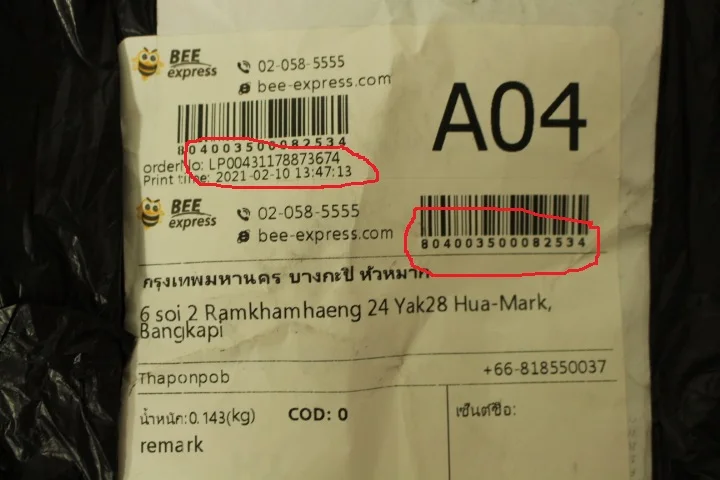 BEE
express
02-058-5555
bee-express.com
A04
804003500082534
orderNo: LP00431178873674
Print time: 2021-02-10 13:47:13
BEE
express
02-058-5555
bee-express.com
804003500082534
กรุงเทพมหานคร บางกะปิ หัวหมาก
6 soi 2 Ramkhamhaeng 24 Yak28 Hua-Mark,
Bangkapi
Thaponpob +66-818550037
น้ำหนัก:0.143(kg) COD: 0 เซ็นต์ชื่อ:
remark